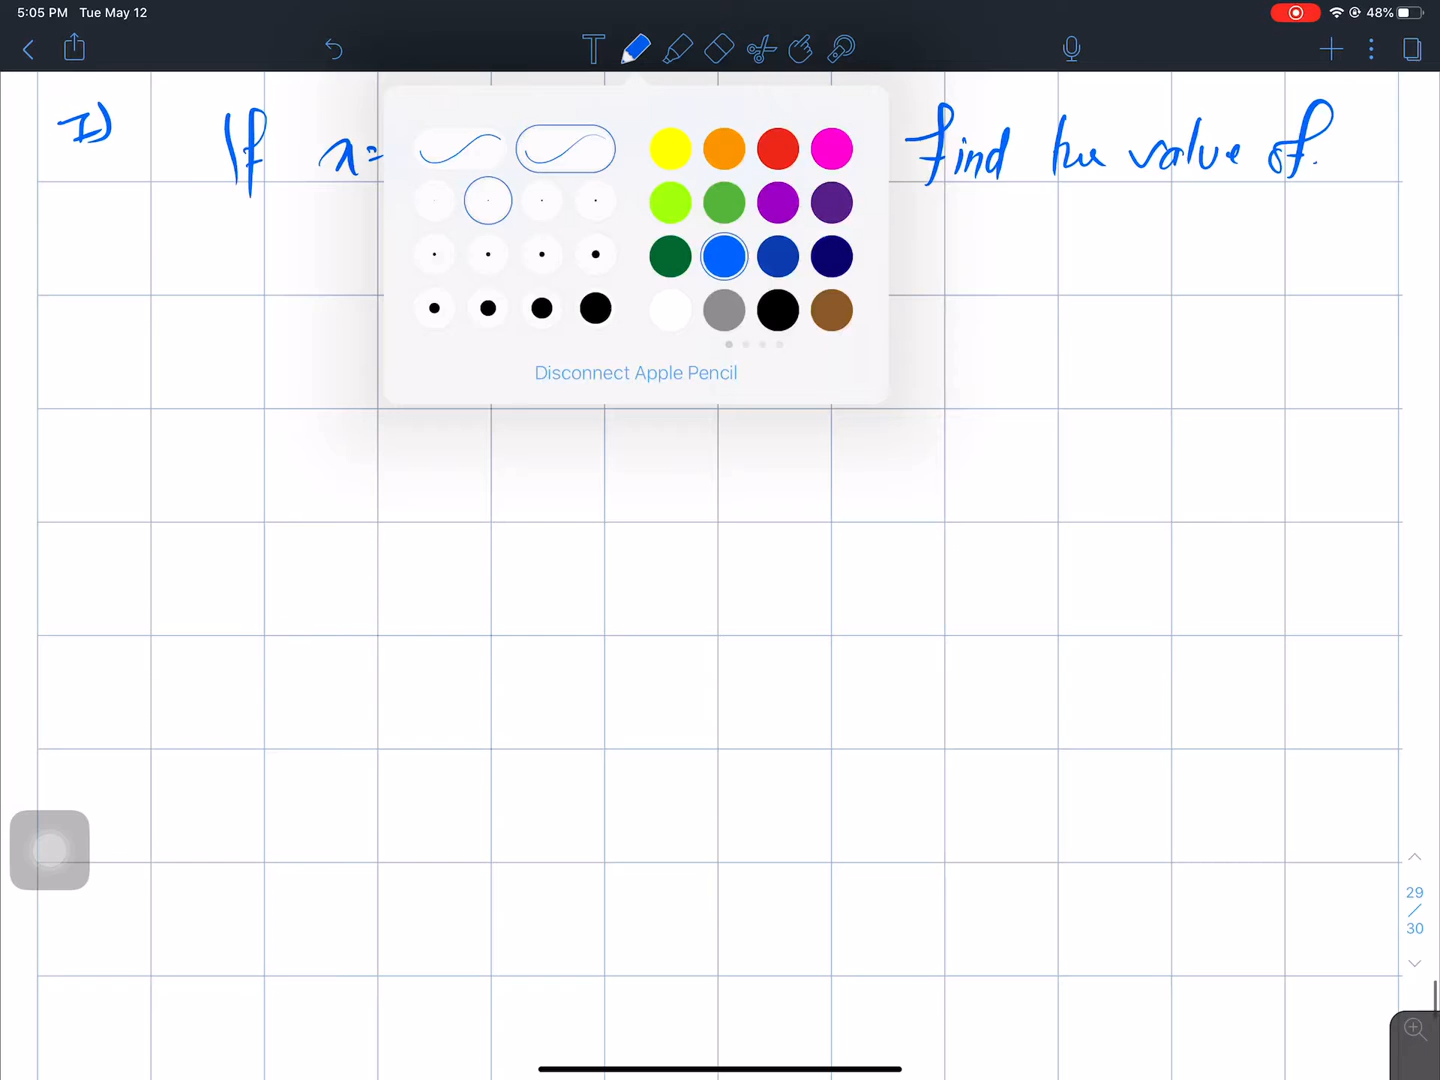 5:05 PM Tue May 12
48%
I) If x= find the value of.
Disconnect Apple Pencil
29
/
30